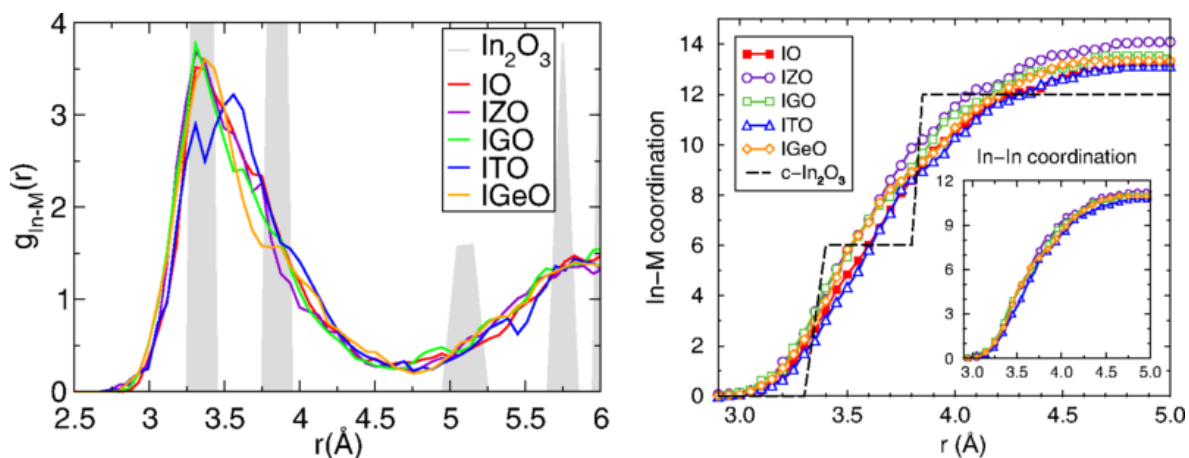 4
3
2
1
0
g_In-M(r)
In₂O₃
IO
IZO
IGO
ITO
IGeO
2.5 3 3.5 4 4.5 5 5.5 6
r(Å)
14
12
10
8
6
4
2
0
In−M coordination
IO
IZO
IGO
ITO
IGeO
c−In₂O₃
In−In coordination
12
9
6
3
0
3.0 3.5 4.0 4.5 5.0
3.0 3.5 4.0 4.5 5.0
r (Å)